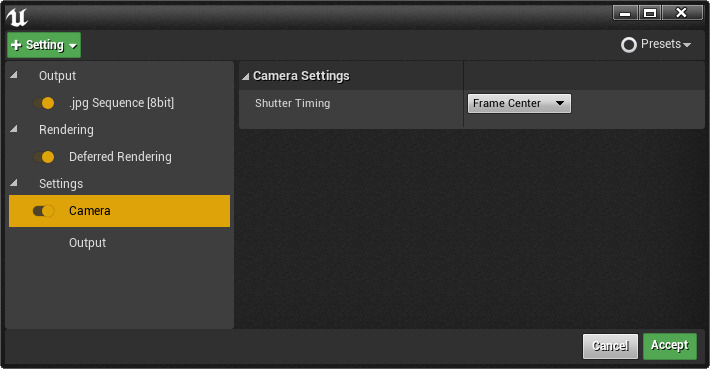 + Setting
Presets
Output
.jpg Sequence [8bit]
Rendering
Deferred Rendering
Settings
Camera
Output
Camera Settings
Shutter Timing
Frame Center
Cancel
Accept